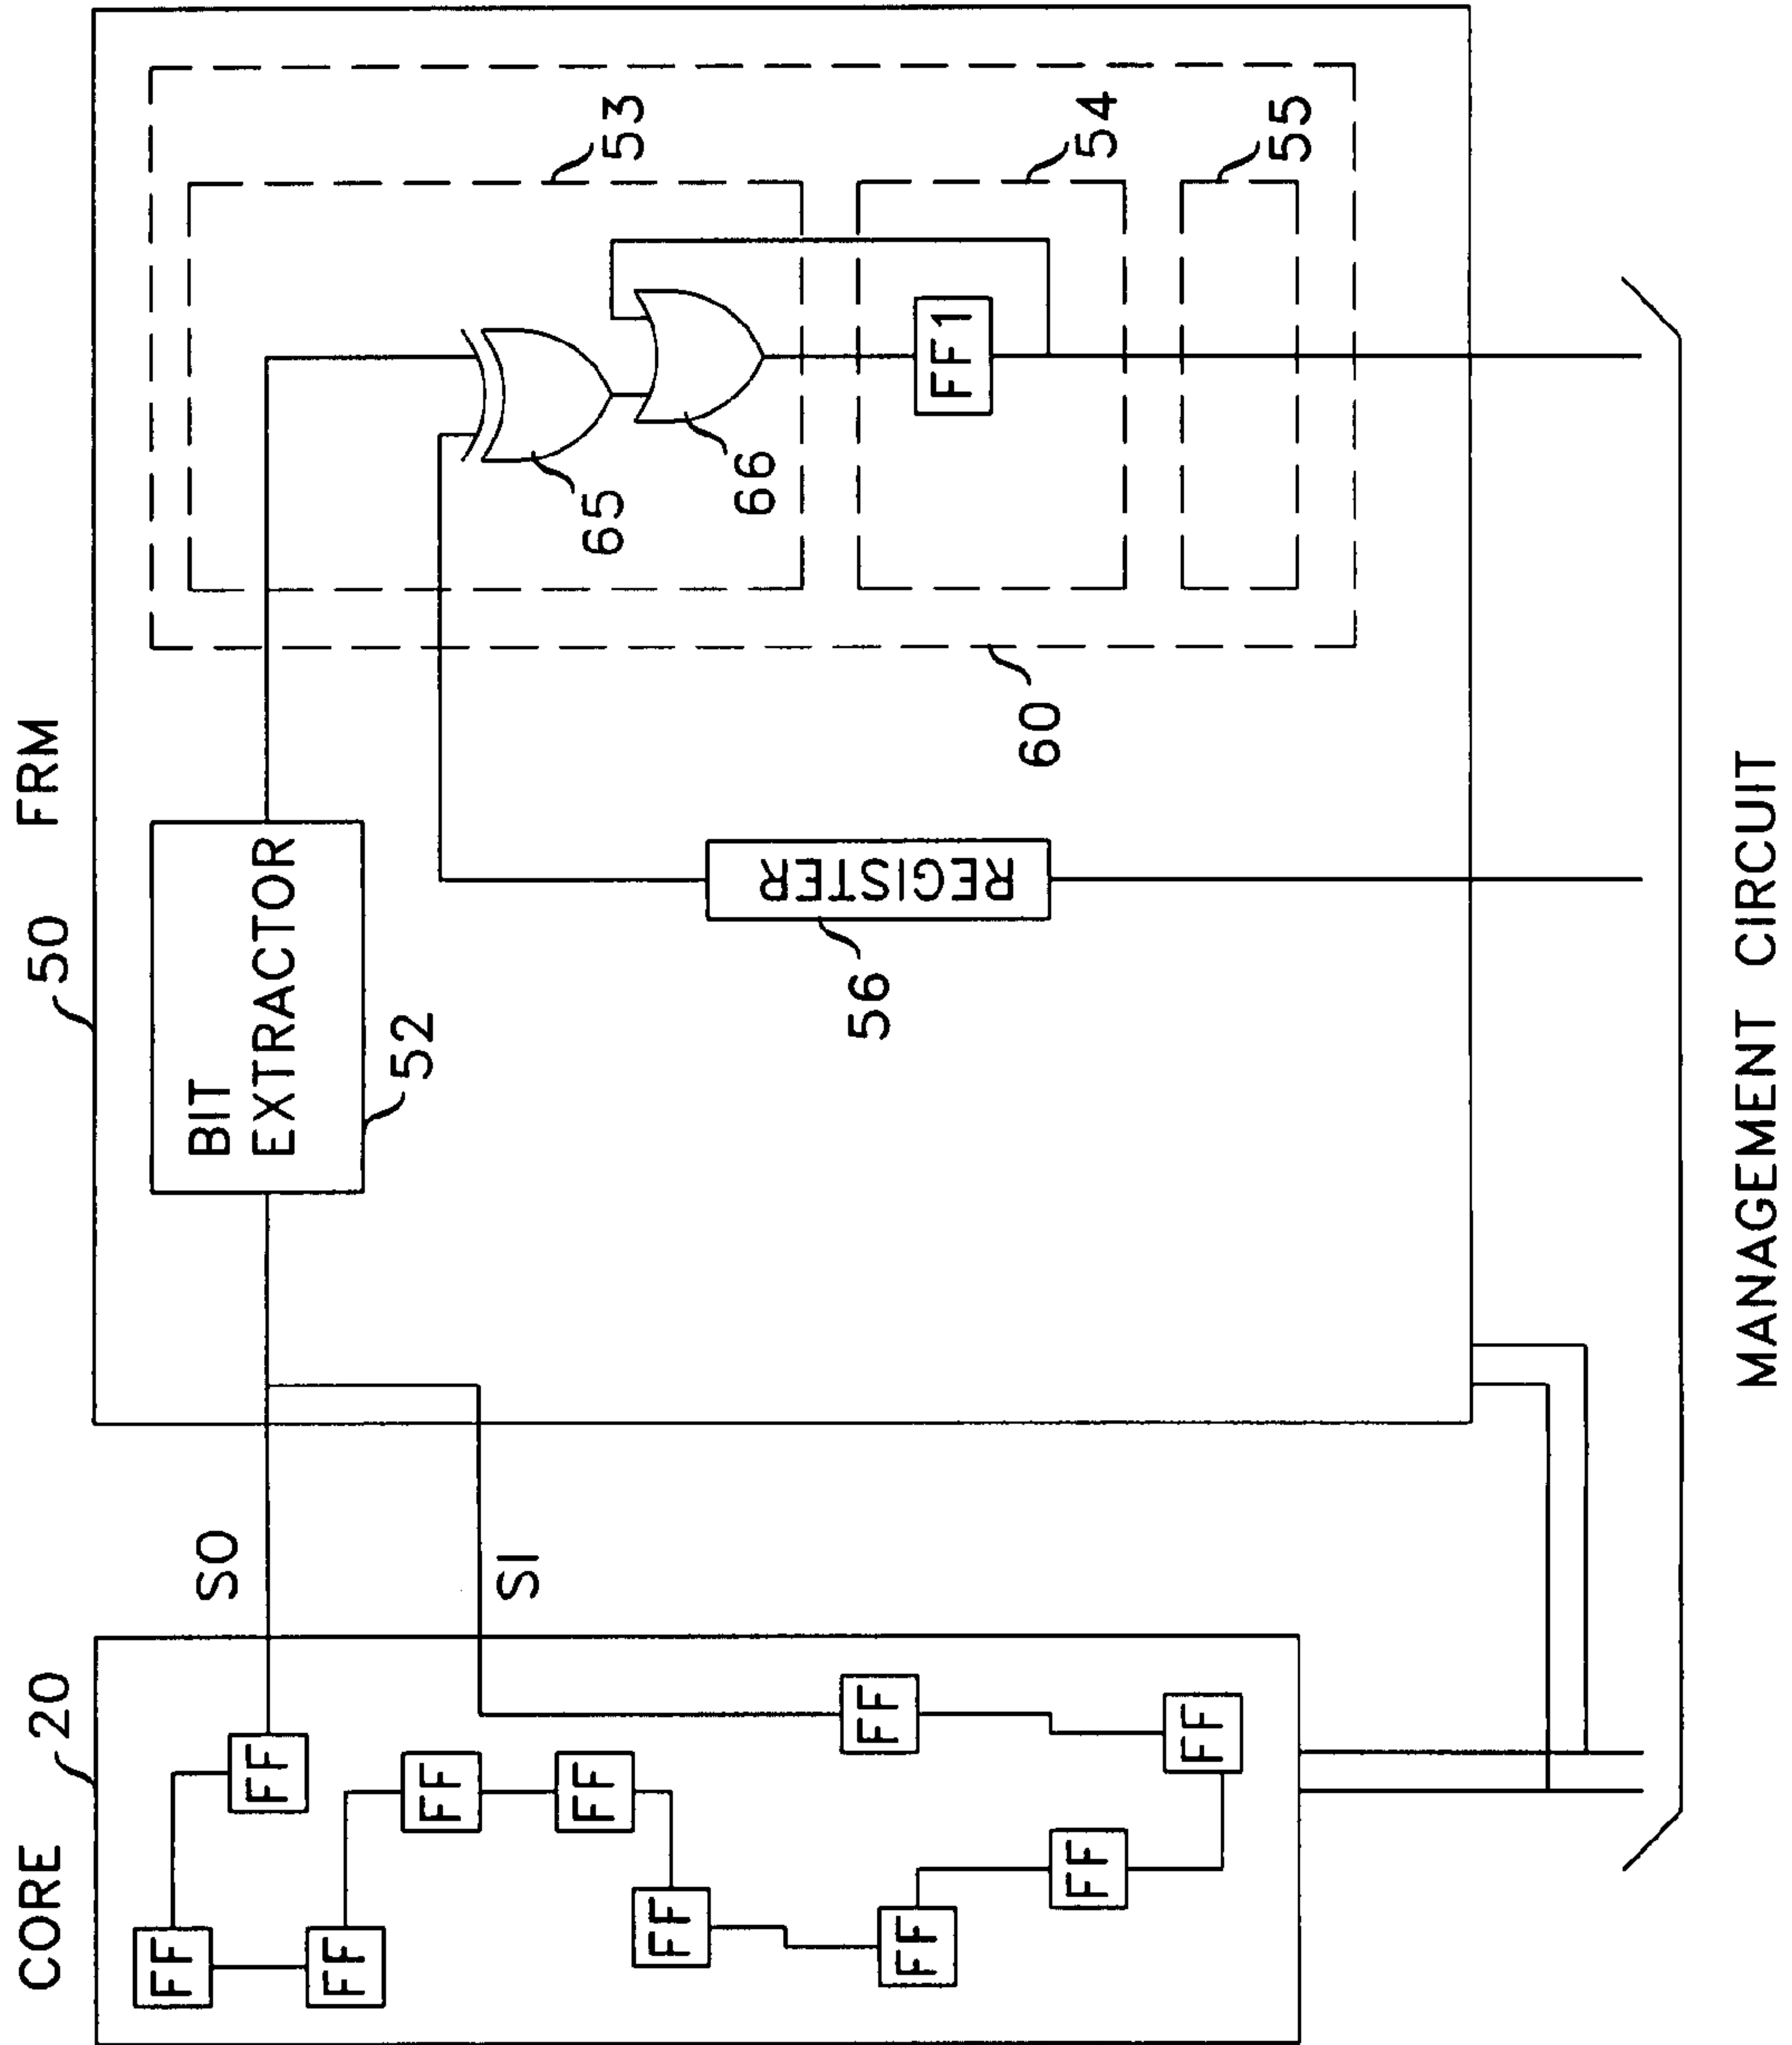 CORE
20
FF
FF
FF
FF
FF
FF
FF
FF
FF
FF
SO
SI
50
FRM
BIT
EXTRACTOR
52
REGISTER
56
60
53
65
66
54
FF1
55
MANAGEMENT CIRCUIT